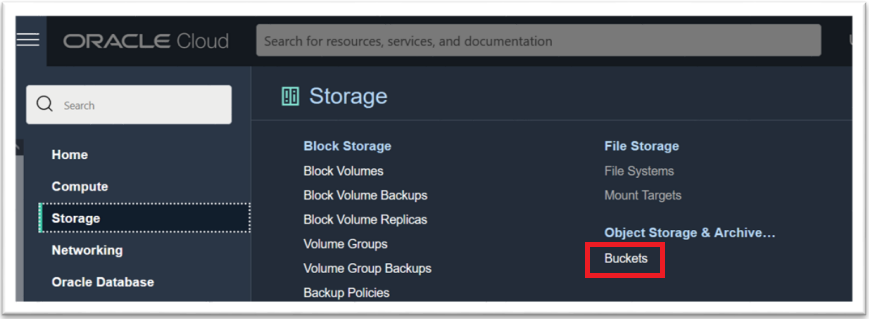 ORACLE Cloud
Search for resources, services, and documentation
Search
Home
Compute
Storage
Networking
Oracle Database
Storage
Block Storage
Block Volumes
Block Volume Backups
Block Volume Replicas
Volume Groups
Volume Group Backups
Backup Policies
File Storage
File Systems
Mount Targets
Object Storage & Archive...
Buckets